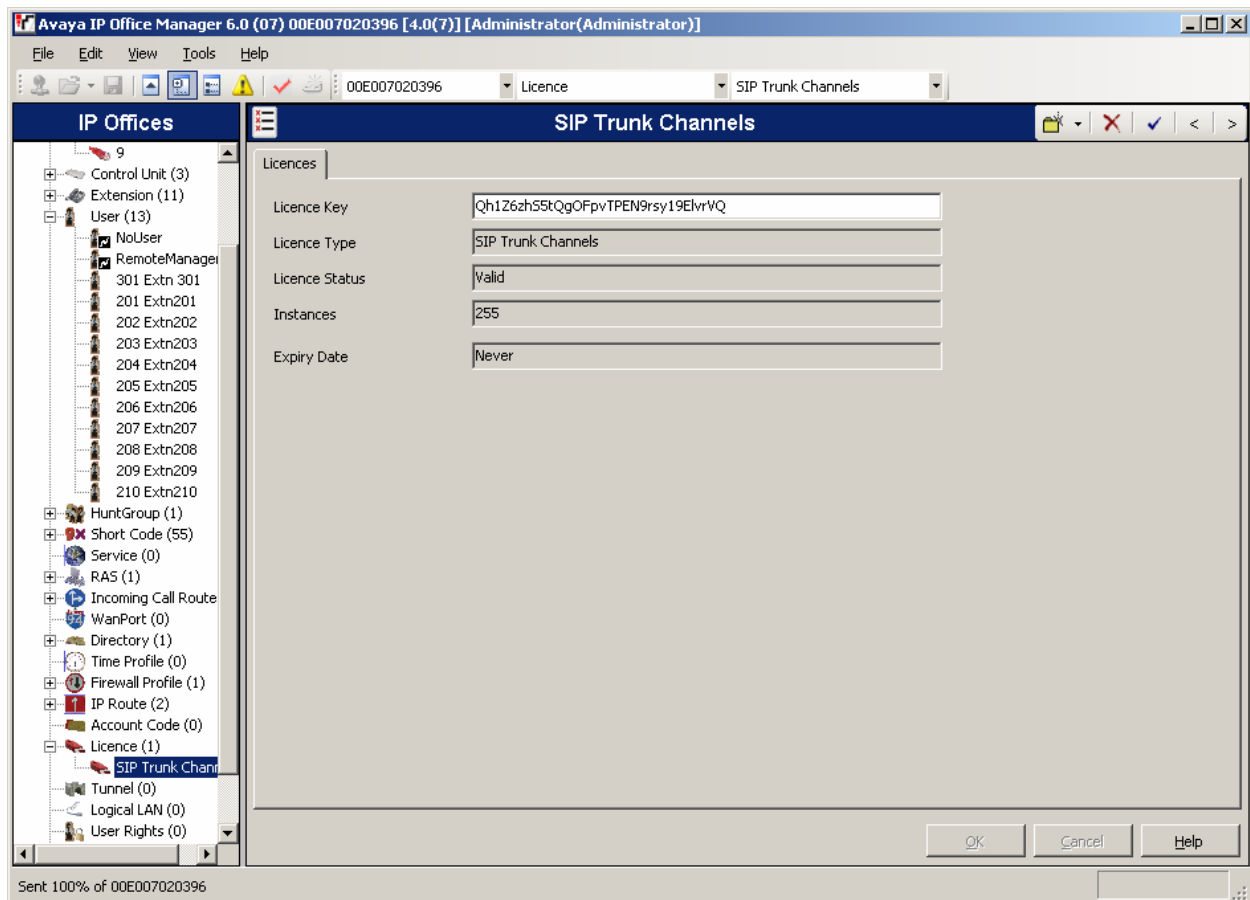 Avaya IP Office Manager 6.0 (07) 00E007020396 [4.0(7)] [Administrator(Administrator)]
File Edit View Tools Help
00E007020396 Licence SIP Trunk Channels
IP Offices
9
Control Unit (3)
Extension (11)
User (13)
NoUser
RemoteManager
301 Extn 301
201 Extn201
202 Extn202
203 Extn203
204 Extn204
205 Extn205
206 Extn206
207 Extn207
208 Extn208
209 Extn209
210 Extn210
HuntGroup (1)
Short Code (55)
Service (0)
RAS (1)
Incoming Call Route
WanPort (0)
Directory (1)
Time Profile (0)
Firewall Profile (1)
IP Route (2)
Account Code (0)
Licence (1)
SIP Trunk Chann
Tunnel (0)
Logical LAN (0)
User Rights (0)
SIP Trunk Channels
Licences
Licence Key Qh1Z6zhS5tQgOFpvTPEN9rsy19ElvrVQ
Licence Type SIP Trunk Channels
Licence Status Valid
Instances 255
Expiry Date Never
OK Cancel Help
Sent 100% of 00E007020396